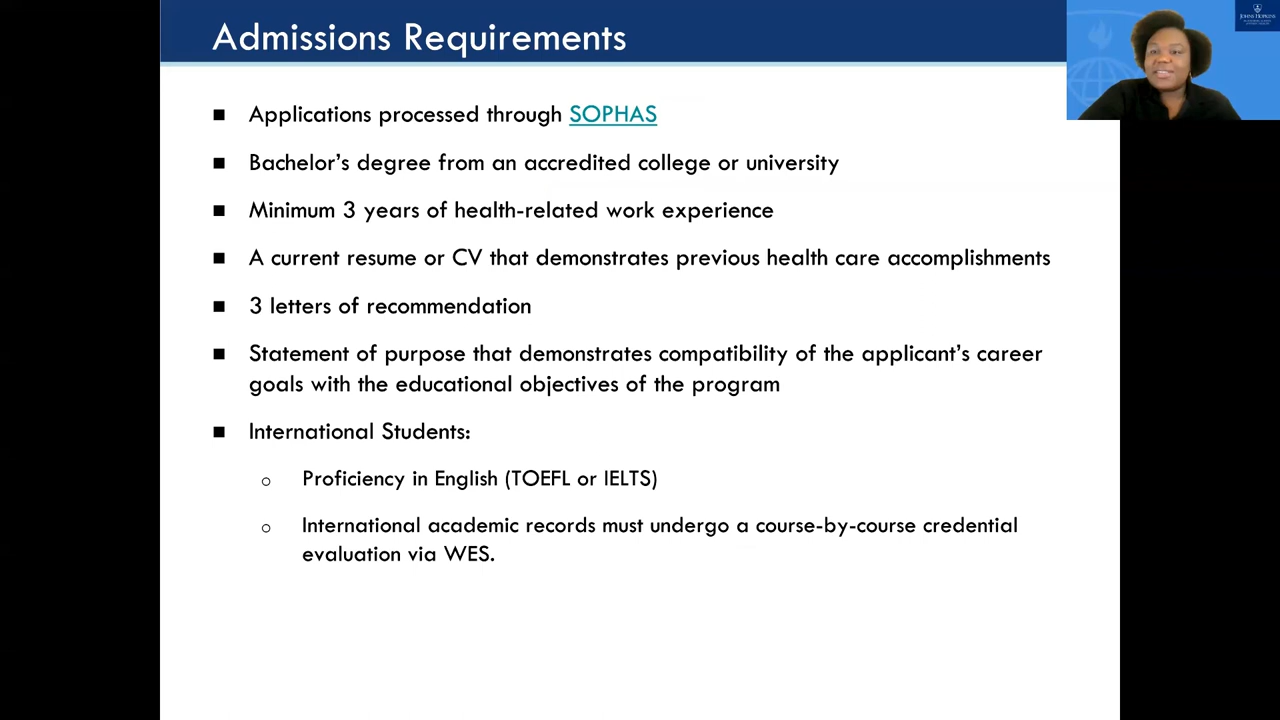 Admissions Requirements
JOHNS HOPKINS
■ Applications processed through SOPHAS
■ Bachelor’s degree from an accredited college or university
■ Minimum 3 years of health-related work experience
■ A current resume or CV that demonstrates previous health care accomplishments
■ 3 letters of recommendation
■ Statement of purpose that demonstrates compatibility of the applicant’s career
goals with the educational objectives of the program
■ International Students:
o Proficiency in English (TOEFL or IELTS)
o International academic records must undergo a course-by-course credential
evaluation via WES.